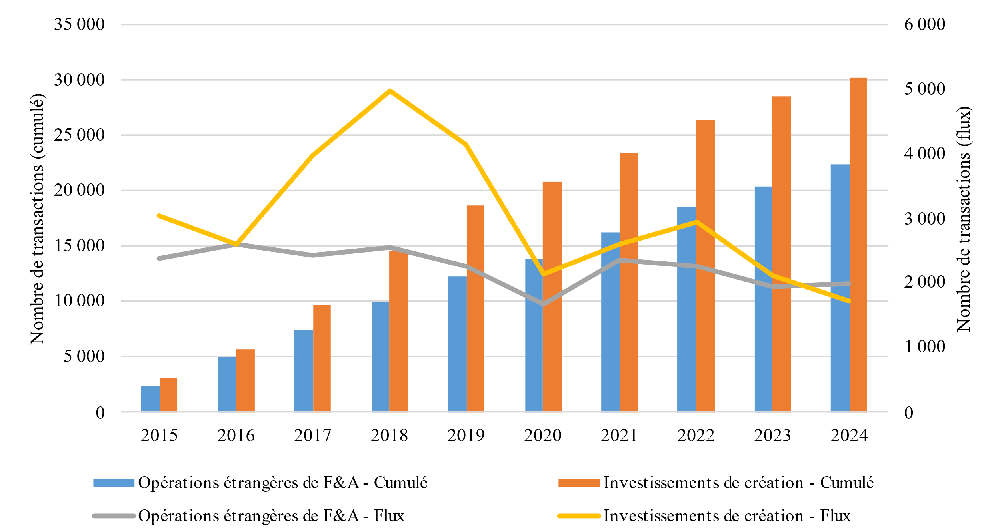 Nombre de transactions (cumulé)
35 000
30 000
25 000
20 000
15 000
10 000
5 000
0
6 000
5 000
4 000
3 000
2 000
1 000
0
Nombre de transactions (flux)
2015 2016 2017 2018 2019 2020 2021 2022 2023 2024
Opérations étrangères de F&A - Cumulé
Investissements de création - Cumulé
Opérations étrangères de F&A - Flux
Investissements de création - Flux